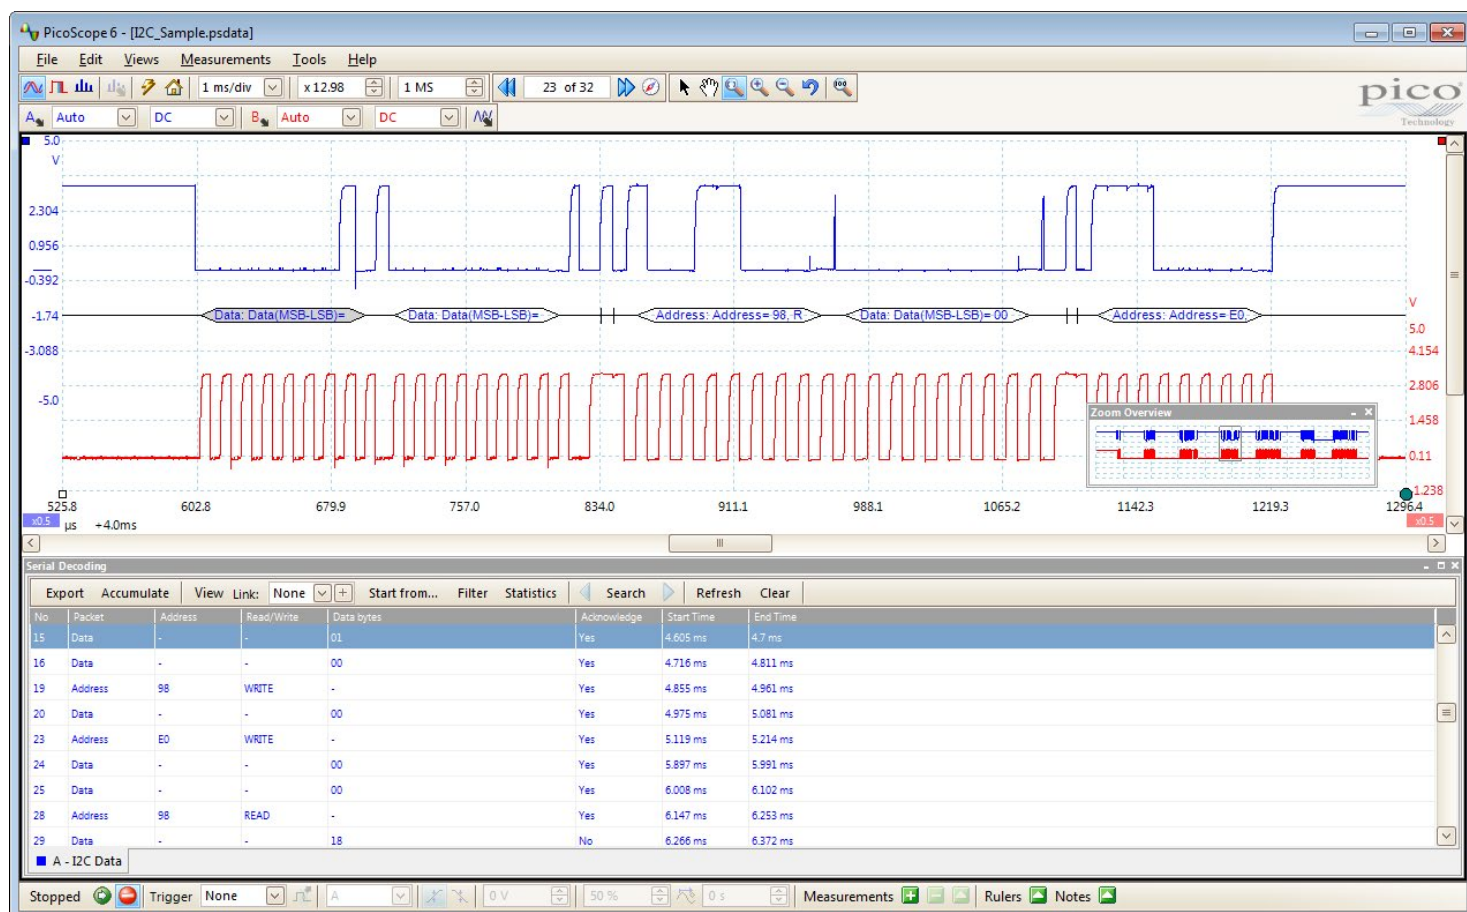 PicoScope 6 - [I2C_Sample.psdata]
File Edit Views Measurements Tools Help
1 ms/div x 12.98 1 MS 23 of 32
pico
Technology
A Auto DC B Auto DC
5.0
V
2.304
0.956
-0.392
-1.74
-3.088
-5.0
Data: Data(MSB-LSB)= Data: Data(MSB-LSB)= Address: Address= 98, R Data: Data(MSB-LSB)= 00 Address: Address= E0,
V
5.0
4.154
2.806
1.458
0.11
-1.238
Zoom Overview
525.8 602.8 679.9 757.0 834.0 911.1 988.1 1065.2 1142.3 1219.3 1296.4
x0.5 µs +4.0ms x0.5
Serial Decoding
Export Accumulate View Link: None Start from... Filter Statistics Search Refresh Clear
No Packet Address Read/Write Data bytes Acknowledge Start Time End Time
15 Data - - 01 Yes 4.605 ms 4.7 ms
16 Data - - 00 Yes 4.716 ms 4.811 ms
19 Address 98 WRITE - Yes 4.855 ms 4.961 ms
20 Data - - 00 Yes 4.975 ms 5.081 ms
23 Address E0 WRITE - Yes 5.119 ms 5.214 ms
24 Data - - 00 Yes 5.897 ms 5.991 ms
25 Data - - 00 Yes 6.008 ms 6.102 ms
28 Address 98 READ - Yes 6.147 ms 6.253 ms
29 Data - - 18 No 6.266 ms 6.372 ms
A - I2C Data
Stopped Trigger None A 0 V 50 % 0 s Measurements Rulers Notes